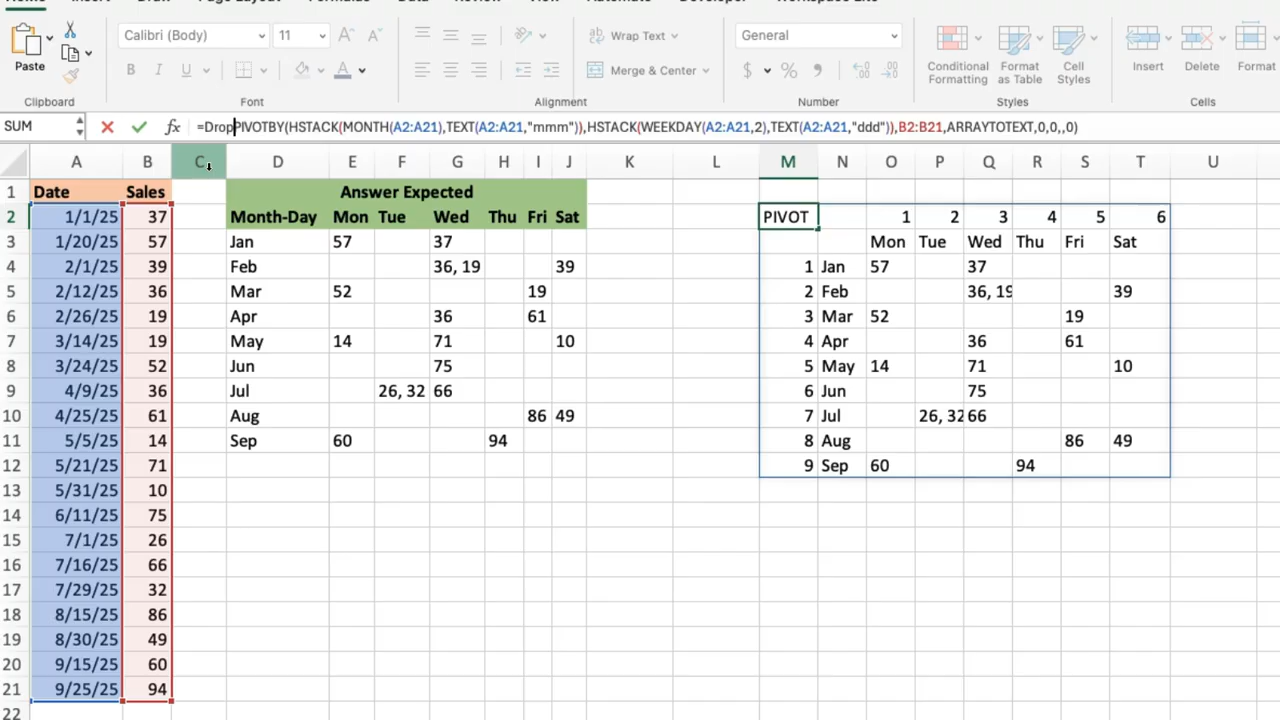 Home Insert Draw Page Layout Formulas Data Review View Automate Developer
Calibri (Body) 11 Wrap Text General
Paste Merge & Center Conditional Formatting Format as Table Cell Styles Insert Delete Format
Clipboard Font Alignment Number Styles Cells
SUM fx =DropPIVOTBY(HSTACK(MONTH(A2:A21),TEXT(A2:A21,"mmm")),HSTACK(WEEKDAY(A2:A21,2),TEXT(A2:A21,"ddd")),B2:B21,ARRAYTOTEXT,0,0,,0)
A B C D E F G H I J K L M N O P Q R S T U
1 Date Sales Answer Expected
2 1/1/25 37 Month-Day Mon Tue Wed Thu Fri Sat PIVOT 1 2 3 4 5 6
3 1/20/25 57 Jan 57 37 Mon Tue Wed Thu Fri Sat
4 2/1/25 39 Feb 36, 19 39 1 Jan 57 37
5 2/12/25 36 Mar 52 19 2 Feb 36, 19 39
6 2/26/25 19 Apr 36 61 3 Mar 52 19
7 3/14/25 19 May 14 71 10 4 Apr 36 61
8 3/24/25 52 Jun 75 5 May 14 71 10
9 4/9/25 36 Jul 26, 32 66 6 Jun 75
10 4/25/25 61 Aug 86 49 7 Jul 26, 32 66
11 5/5/25 14 Sep 60 94 8 Aug 86 49
12 5/21/25 71 9 Sep 60 94
13 5/31/25 10
14 6/11/25 75
15 7/1/25 26
16 7/16/25 66
17 7/29/25 32
18 8/15/25 86
19 8/30/25 49
20 9/15/25 60
21 9/25/25 94
22